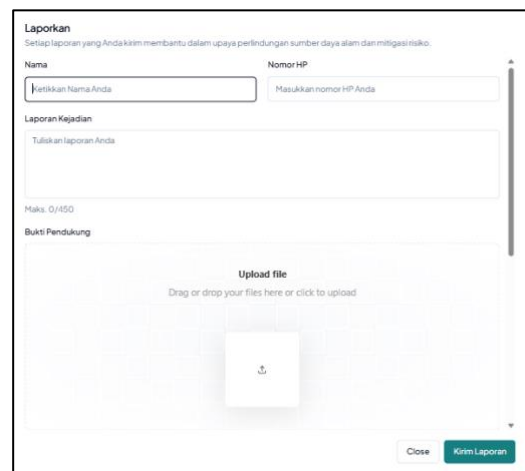 Laporkan
Setiap laporan yang Anda kirim membantu dalam upaya perlindungan sumber daya alam dan mitigasi risiko.
Nama
Nomor HP
Ketikkan Nama Anda
Masukkan nomor HP Anda
Laporan Kejadian
Tuliskan laporan Anda
Maks. 0/450
Bukti Pendukung
Upload file
Drag or drop your files here or click to upload
Close
Kirim Laporan